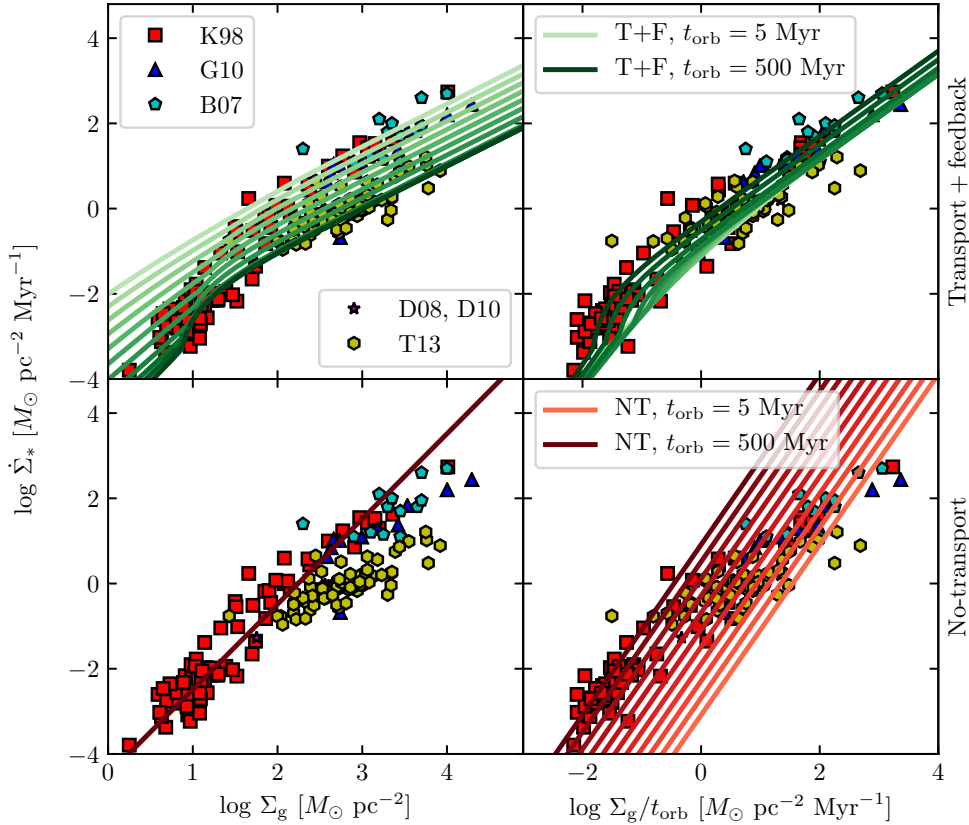 K98
G10
B07
D08, D10
T13
T+F, t_orb = 5 Myr
T+F, t_orb = 500 Myr
Transport + feedback
4
2
0
−2
−4
NT, t_orb = 5 Myr
NT, t_orb = 500 Myr
No-transport
4
2
0
−2
−4
log Σ̇_* [M_⊙ pc⁻² Myr⁻¹]
0 1 2 3 4
−2 0 2 4
log Σ_g [M_⊙ pc⁻²]
log Σ_g/t_orb [M_⊙ pc⁻² Myr⁻¹]